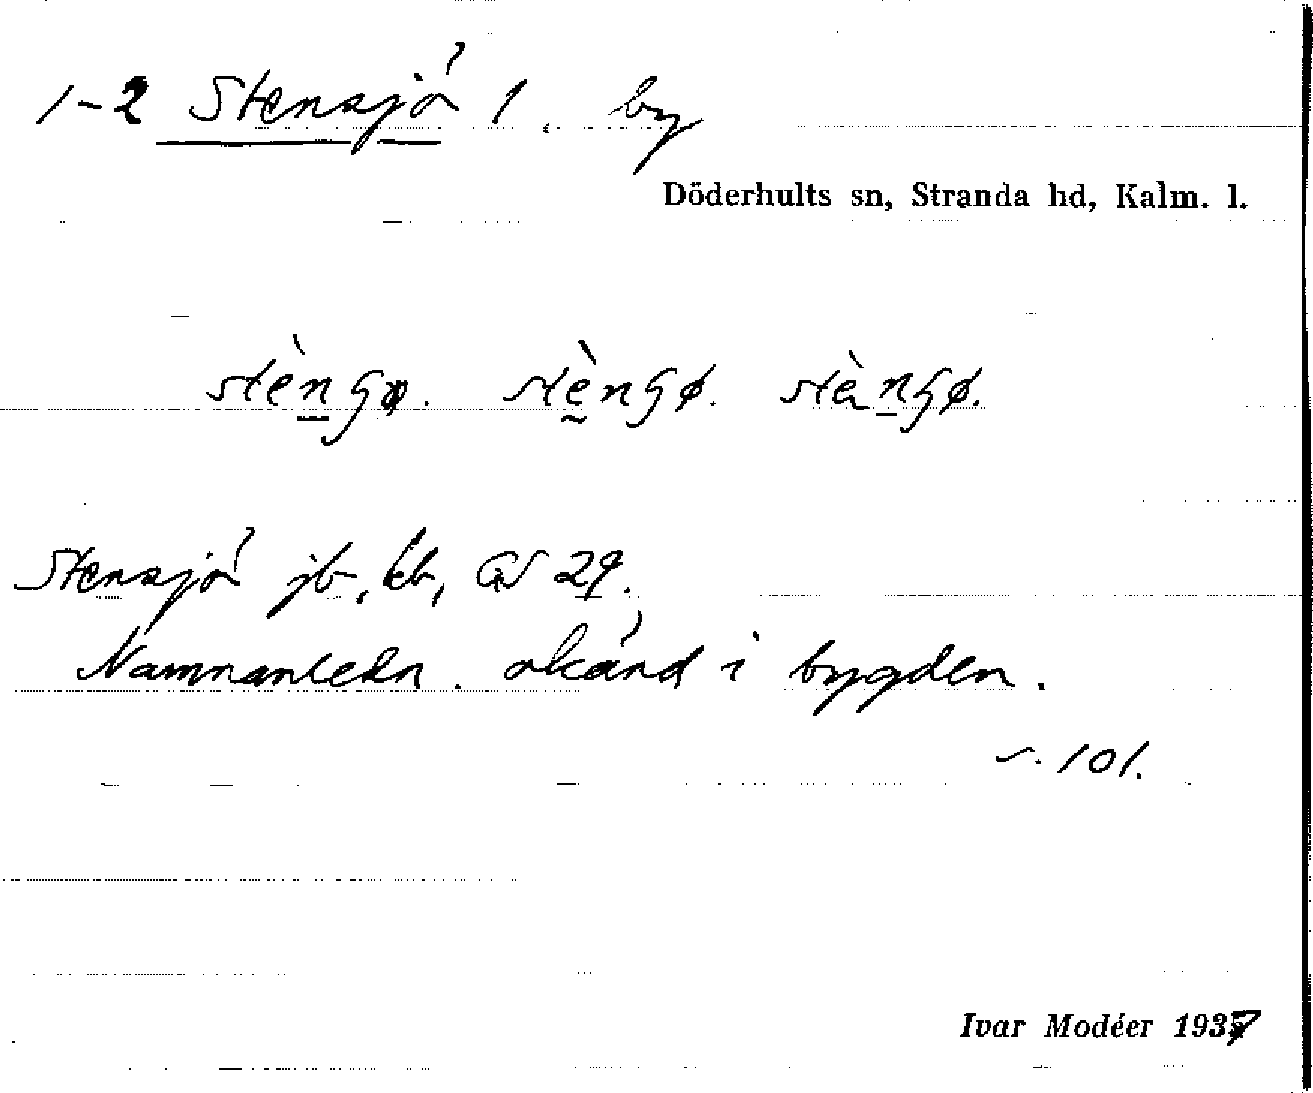 1-2 Stensjö 1. by
Döderhults sn, Stranda hd, Kalm. l.
Stensjö jb, kb, GS 29.
Namnanledn. okänd i bygden.
s. 101.
Ivar Modéer 1937